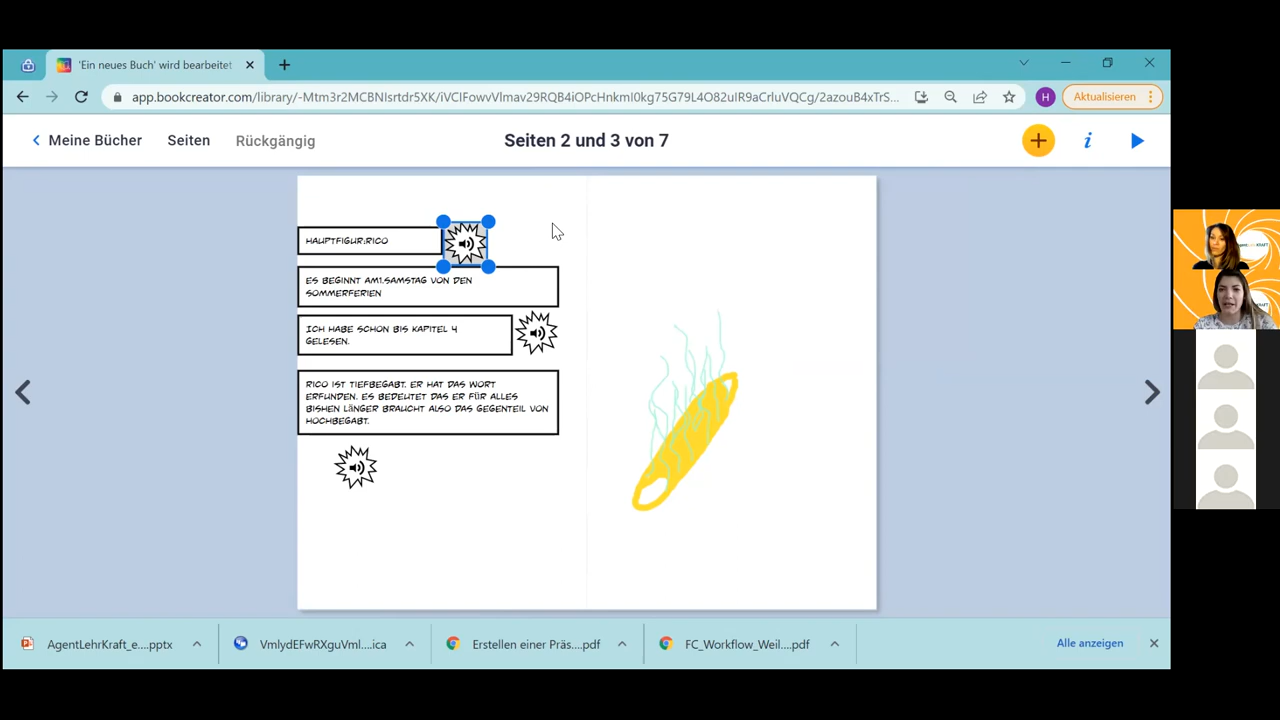 'Ein neues Buch' wird bearbeitet
app.bookcreator.com/library/-Mtm3r2MCBNIsrtdr5XK/iVCIFowvVlmav29RQB4iOPcHnkmI0kg75G79L4O82uIR9aCrluVQCg/2azouB4xTrS...
H
Aktualisieren
Meine Bücher
Seiten
Rückgängig
Seiten 2 und 3 von 7
HAUPTFIGUR:RICO
ES BEGINNT AM1.SAMSTAG VON DEN
SOMMERFERIEN
ICH HABE SCHON BIS KAPITEL 4
GELESEN.
RICO IST TIEFBEGABT. ER HAT DAS WORT
ERFUNDEN. ES BEDEUTET DAS ER FÜR ALLES
BISHEN LÄNGER BRAUCHT ALSO DAS GEGENTEIL VON
HOCHBEGABT.
AgentLehrKraft_e....pptx
VmlydEFwRXguVml....ica
Erstellen einer Präs....pdf
FC_Workflow_Weil....pdf
Alle anzeigen